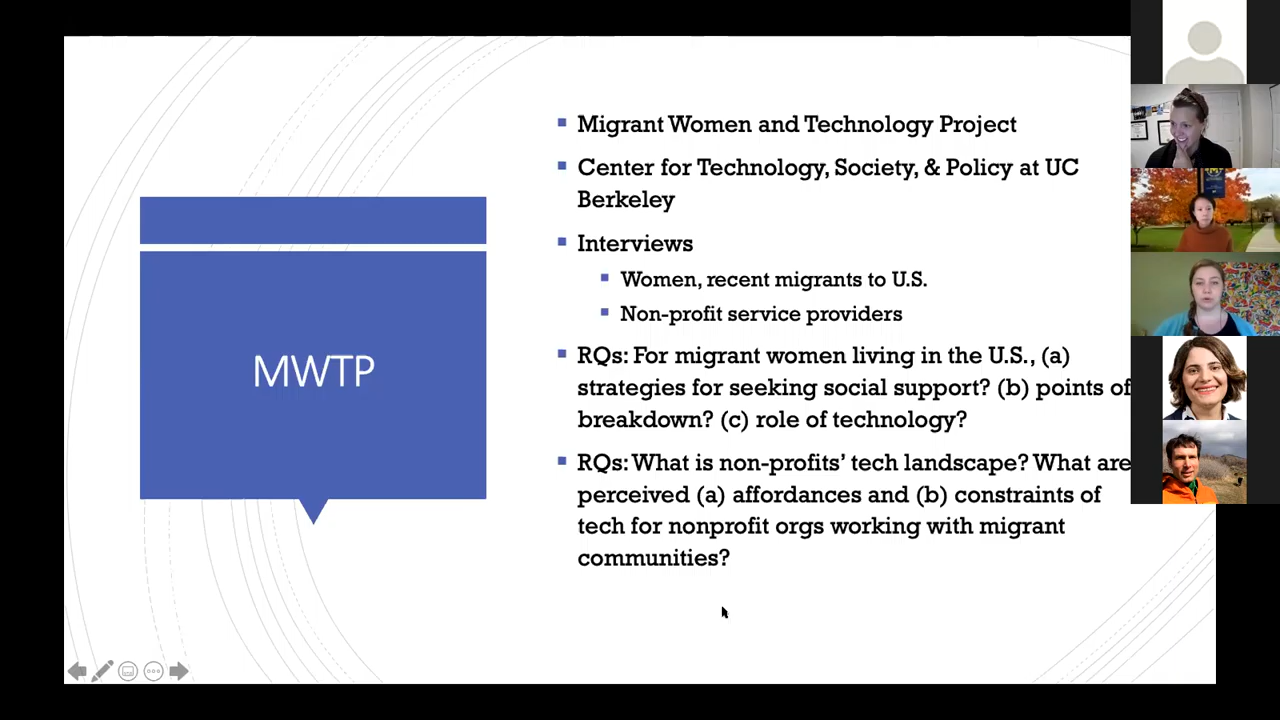 MWTP
Migrant Women and Technology Project
Center for Technology, Society, & Policy at UC
Berkeley
Interviews
Women, recent migrants to U.S.
Non-profit service providers
RQs: For migrant women living in the U.S., (a)
strategies for seeking social support? (b) points of
breakdown? (c) role of technology?
RQs: What is non-profits’ tech landscape? What are
perceived (a) affordances and (b) constraints of
tech for nonprofit orgs working with migrant
communities?